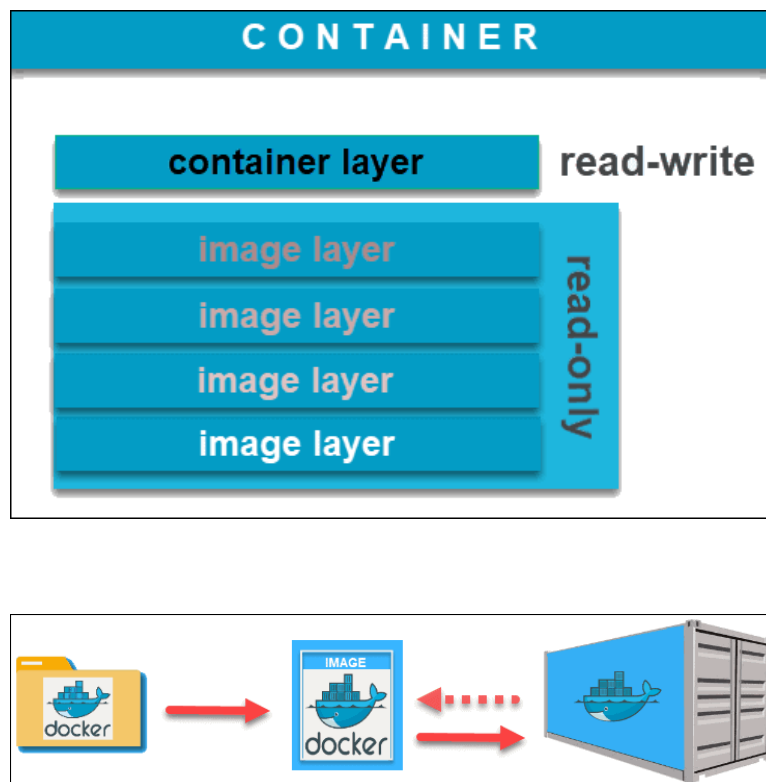 CONTAINER
container layer
read-write
image layer
image layer
image layer
image layer
read-only
docker
IMAGE
docker